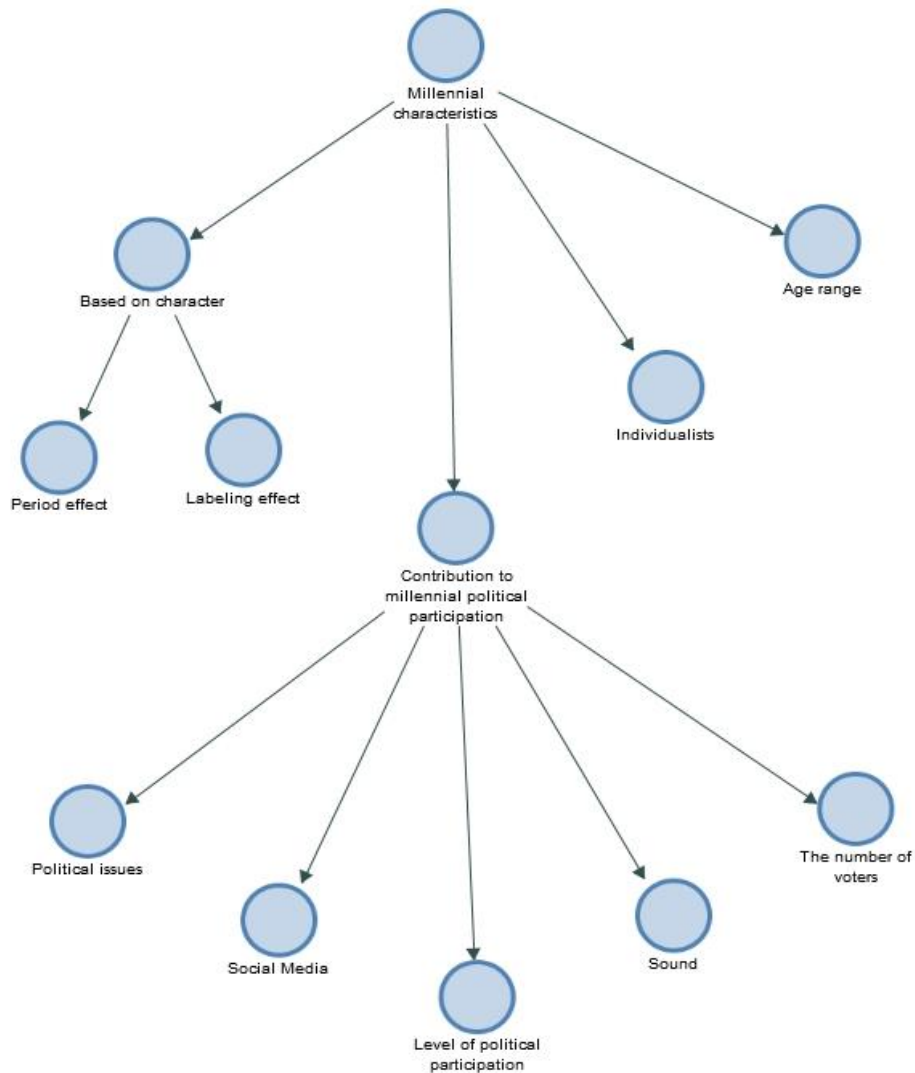 Millennial
characteristics
Age range
Based on character
Individualists
Period effect
Labeling effect
Contribution to
millennial political
participation
Political issues
The number of
voters
Social Media
Sound
Level of political
participation